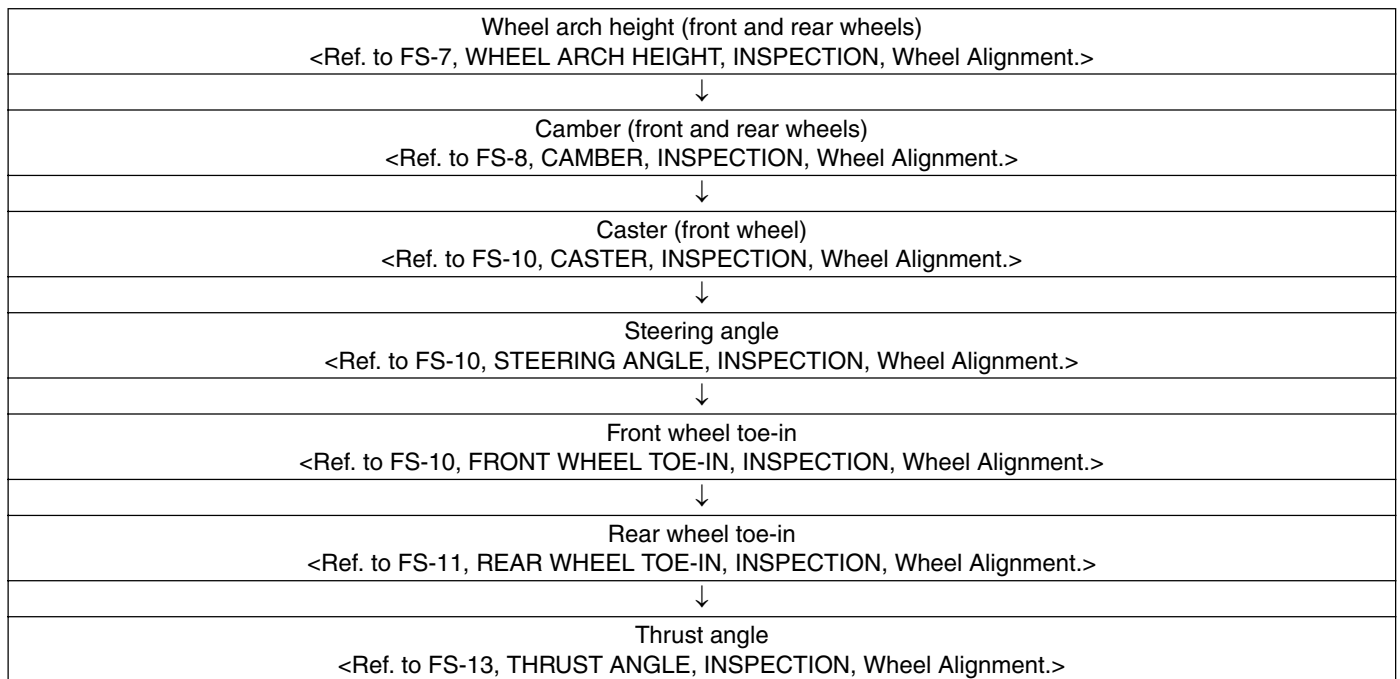 Wheel arch height (front and rear wheels)
<Ref. to FS-7, WHEEL ARCH HEIGHT, INSPECTION, Wheel Alignment.>
↓
Camber (front and rear wheels)
<Ref. to FS-8, CAMBER, INSPECTION, Wheel Alignment.>
↓
Caster (front wheel)
<Ref. to FS-10, CASTER, INSPECTION, Wheel Alignment.>
↓
Steering angle
<Ref. to FS-10, STEERING ANGLE, INSPECTION, Wheel Alignment.>
↓
Front wheel toe-in
<Ref. to FS-10, FRONT WHEEL TOE-IN, INSPECTION, Wheel Alignment.>
↓
Rear wheel toe-in
<Ref. to FS-11, REAR WHEEL TOE-IN, INSPECTION, Wheel Alignment.>
↓
Thrust angle
<Ref. to FS-13, THRUST ANGLE, INSPECTION, Wheel Alignment.>